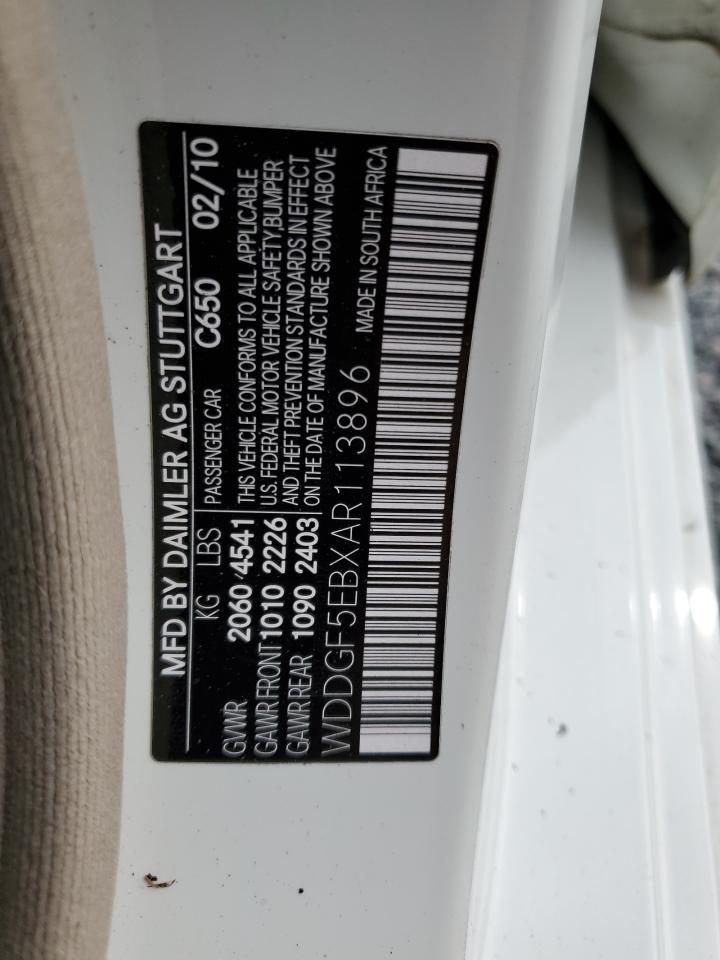 MFD BY DAIMLER AG STUTTGART
KG LBS PASSENGER CAR C650 02/10
GVWR 2060 4541 THIS VEHICLE CONFORMS TO ALL APPLICABLE
GAWR FRONT 1010 2226 U.S. FEDERAL MOTOR VEHICLE SAFETY, BUMPER
GAWR REAR 1090 2403 AND THEFT PREVENTION STANDARDS IN EFFECT
ON THE DATE OF MANUFACTURE SHOWN ABOVE
WDDGF5EBXAR113896 MADE IN SOUTH AFRICA